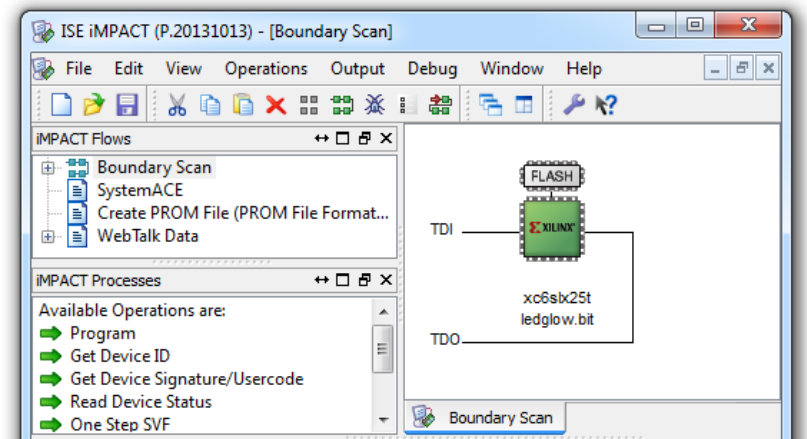 ISE iMPACT (P.20131013) - [Boundary Scan]
File Edit View Operations Output Debug Window Help
iMPACT Flows
Boundary Scan
SystemACE
Create PROM File (PROM File Format...
WebTalk Data
iMPACT Processes
Available Operations are:
Program
Get Device ID
Get Device Signature/Usercode
Read Device Status
One Step SVF
FLASH
TDI
XILINX
xc6slx25t
ledglow.bit
TDO
Boundary Scan